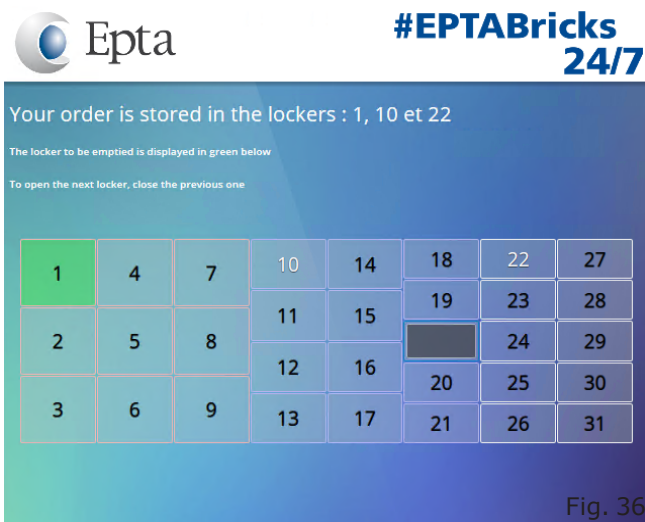 Epta
#EPTABricks
24/7
Your order is stored in the lockers : 1, 10 et 22
The locker to be emptied is displayed in green below
To open the next locker, close the previous one
1 4 7 10 14 18 22 27
19 23 28
11 15
2 5 8 24 29
12 16
20 25 30
3 6 9 13 17 21 26 31
Fig. 36